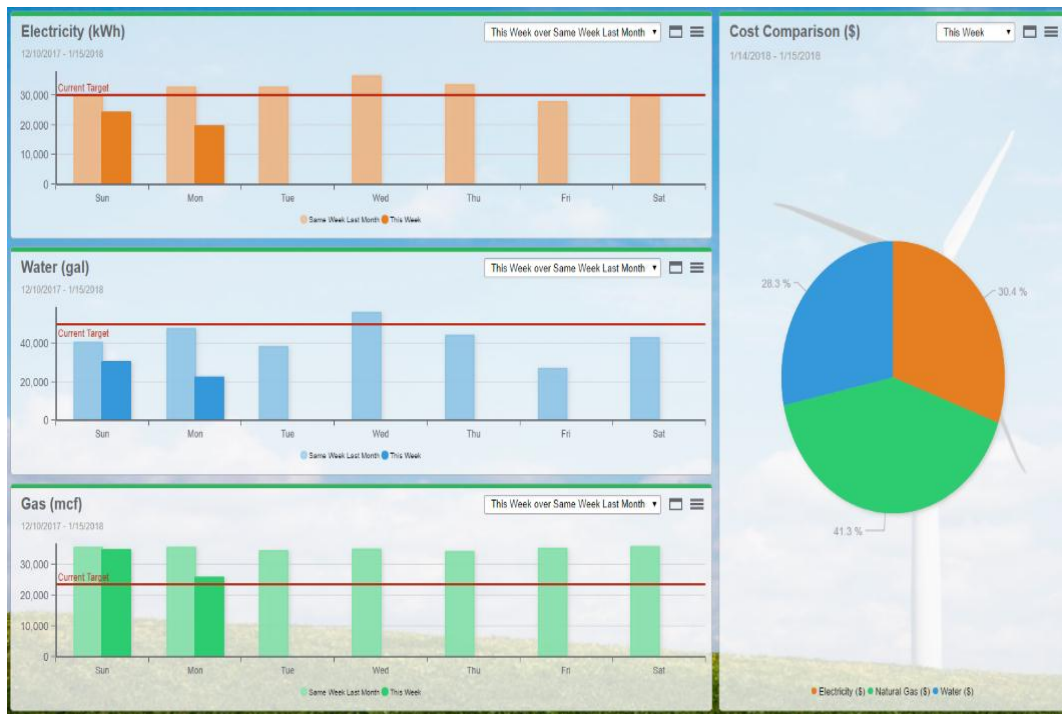 Electricity (kWh)
This Week over Same Week Last Month
12/10/2017 - 1/15/2018
Current Target
30,000
20,000
10,000
0
Sun Mon Tue Wed Thu Fri Sat
Same Week Last Month This Week
Water (gal)
This Week over Same Week Last Month
12/10/2017 - 1/15/2018
Current Target
40,000
20,000
0
Sun Mon Tue Wed Thu Fri Sat
Same Week Last Month This Week
Gas (mcf)
This Week over Same Week Last Month
12/10/2017 - 1/15/2018
30,000
Current Target
20,000
10,000
0
Sun Mon Tue Wed Thu Fri Sat
Same Week Last Month This Week
Cost Comparison ($)
This Week
1/14/2018 - 1/15/2018
28.3 %
30.4 %
41.3 %
Electricity ($) Natural Gas ($) Water ($)